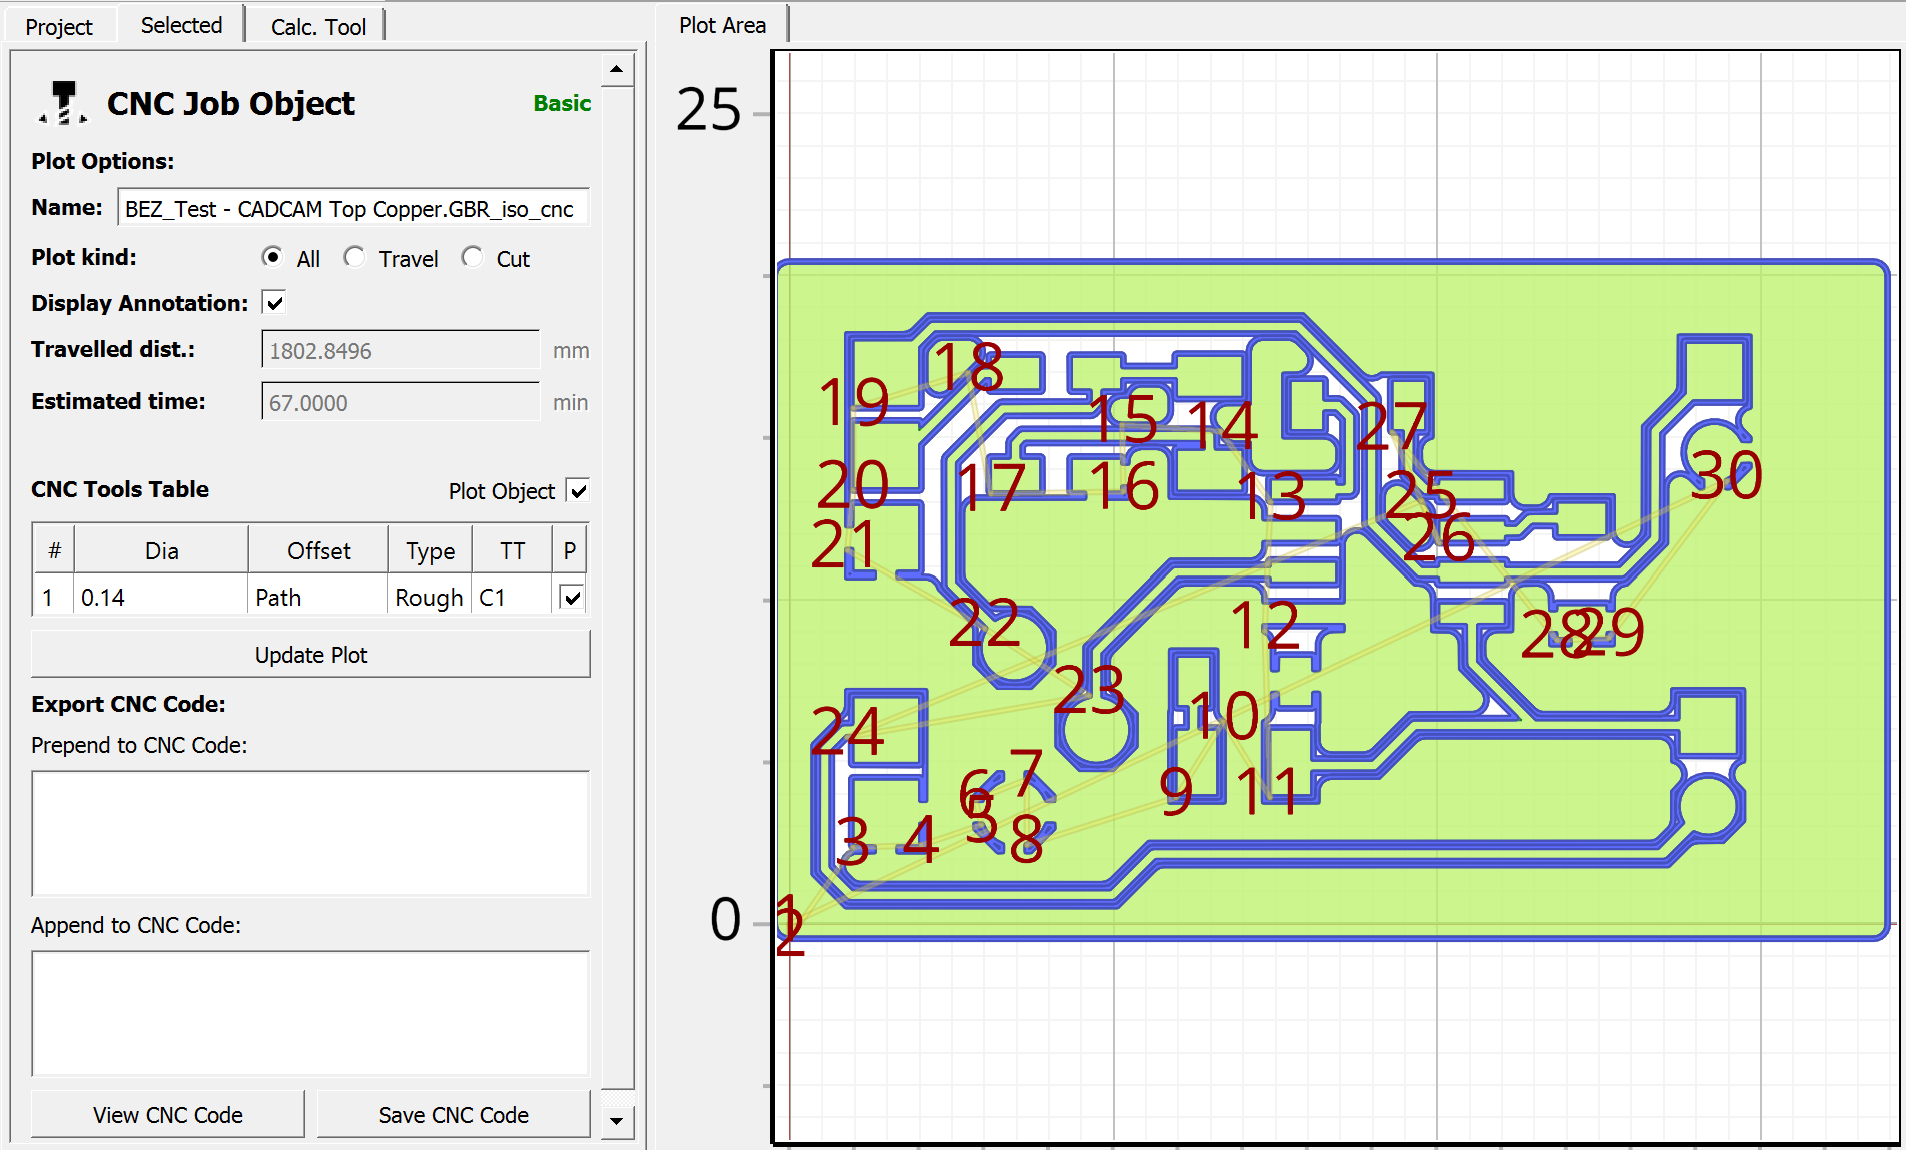 Project Selected Calc. Tool Plot Area
CNC Job Object Basic
Plot Options:
Name: BEZ_Test - CADCAM Top Copper.GBR_iso_cnc
Plot kind: All Travel Cut
Display Annotation:
Travelled dist.: 1802.8496 mm
Estimated time: 67.0000 min
CNC Tools Table Plot Object
# Dia Offset Type TT P
1 0.14 Path Rough C1
Update Plot
Export CNC Code:
Prepend to CNC Code:
Append to CNC Code:
View CNC Code Save CNC Code
25
0
18
19
15
14
27
20
17
16
13
25
30
21
26
22
12
28
29
23
24
10
7
6
5
9
11
3
4
8
1
2